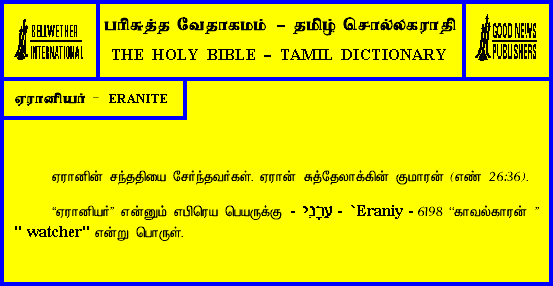 BELLWETHER
INTERNATIONAL
பரிசுத்த வேதாகமம் - தமிழ் சொல்லகராதி
THE HOLY BIBLE - TAMIL DICTIONARY
GOOD NEWS
PUBLISHERS
ஏரானியர் - ERANITE
ஏரானின் சந்ததியை சேர்ந்தவர்கள். ஏரான் சுத்தேலாக்கின் குமாரன் (எண் 26:36).
“ஏரானியர்” என்னும் எபிரெய பெயருக்கு - עֵרָנִי - `Eraniy - 6198 “காவல்காரன் ”
" watcher" என்று பொருள்.